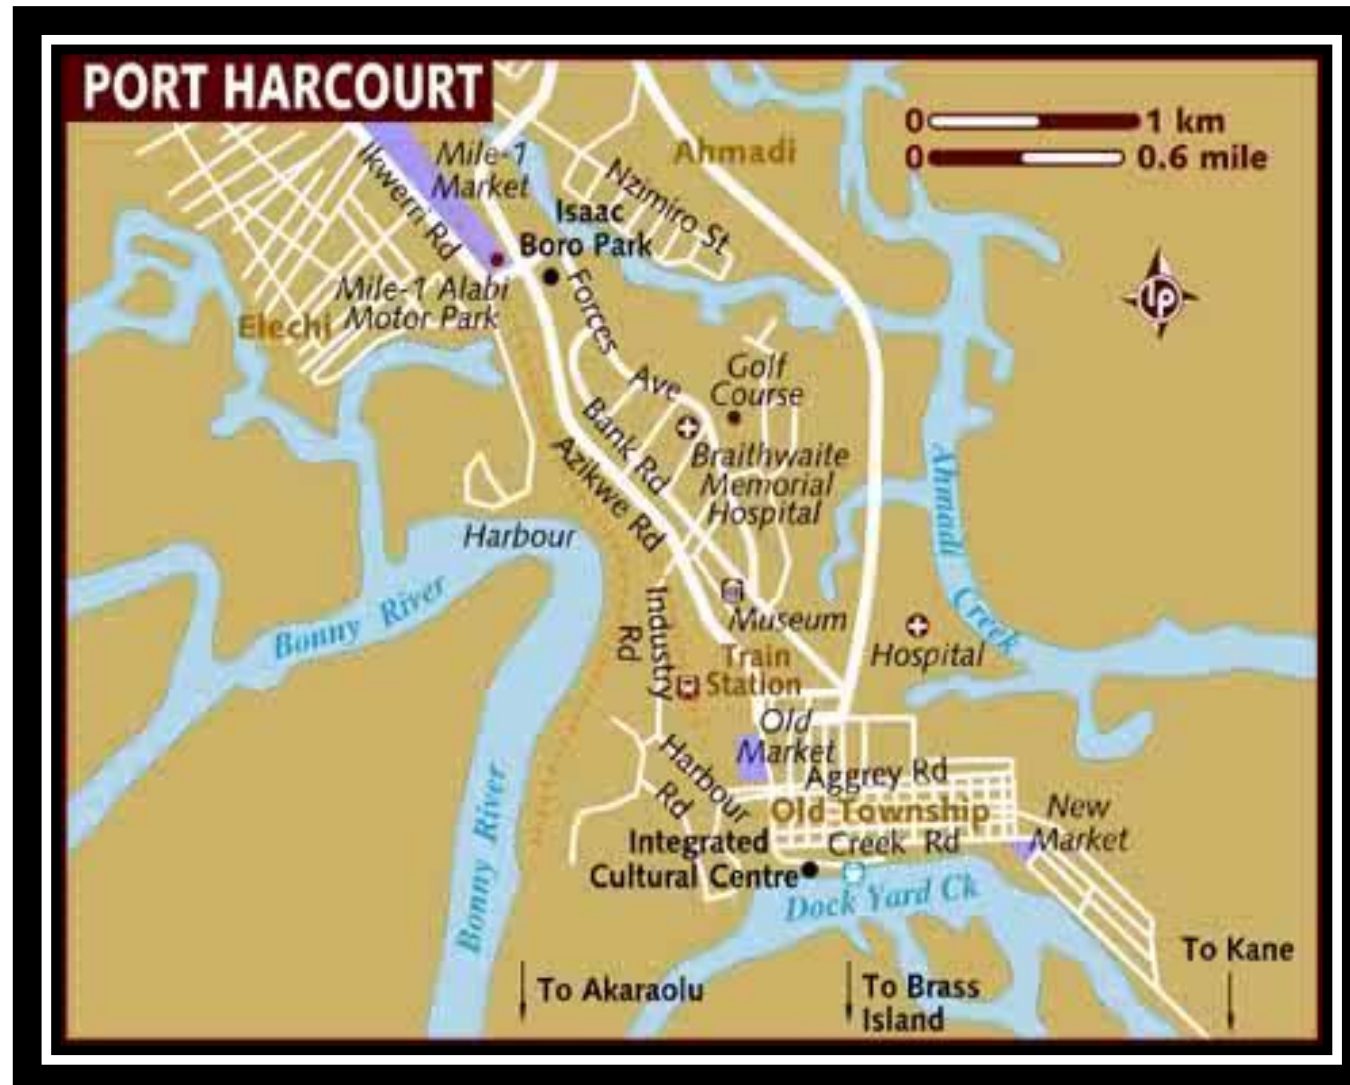 PORT HARCOURT
0 1 km
0 0.6 mile
Mile-1
Market
Ahmadi
Ikwerri Rd
Nzimiro St
Isaac
Boro Park
Mile-1 Alabi
Motor Park
Elechi
Forces
Ave
Golf
Course
Bank Rd
Azikwe Rd
Braithwaite
Memorial
Hospital
Ahmadi Creek
Harbour
Bonny River
Industry
Rd
Museum
Hospital
Train
Station
Old
Market
Harbour
Rd
Aggrey Rd
Old Township
Creek Rd
New
Market
Integrated
Cultural Centre
Dock Yard Ck
Bonny River
To Akaraolu
To Brass
Island
To Kane
lp